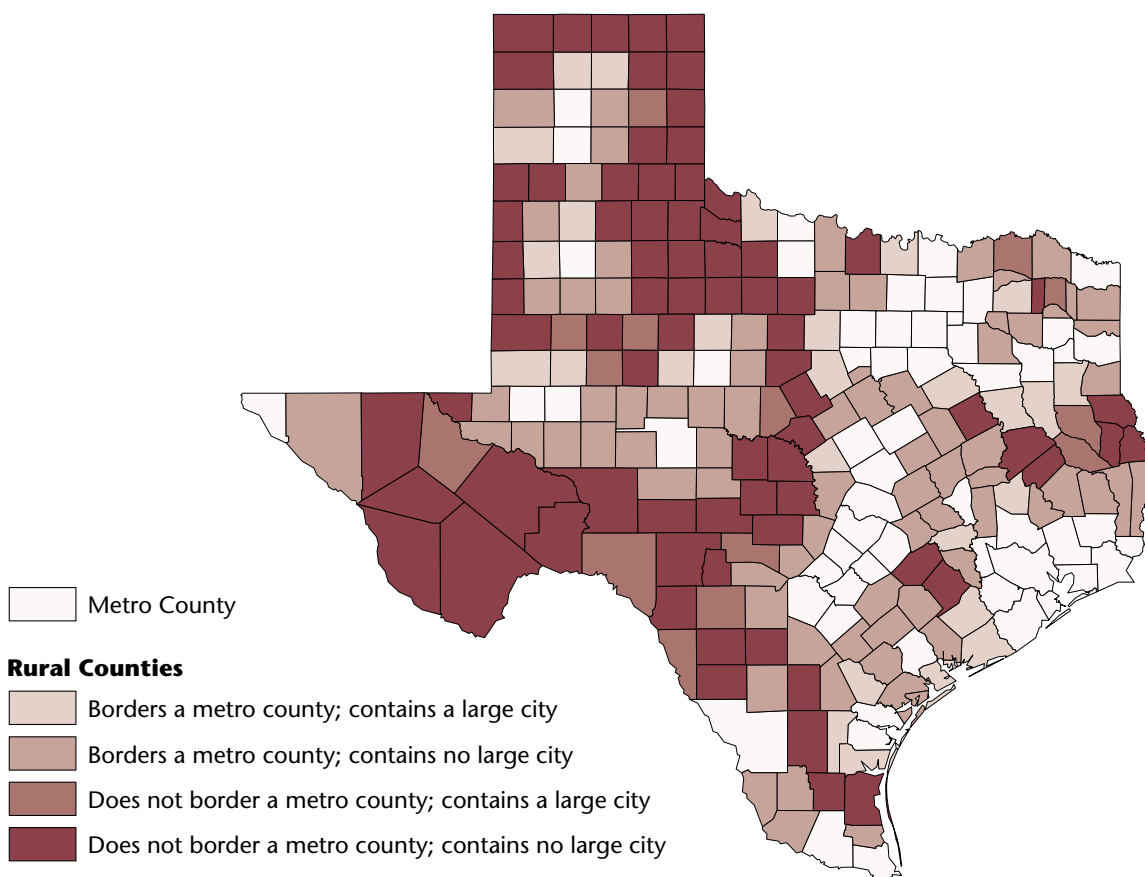 Metro County
Rural Counties
Borders a metro county; contains a large city
Borders a metro county; contains no large city
Does not border a metro county; contains a large city
Does not border a metro county; contains no large city